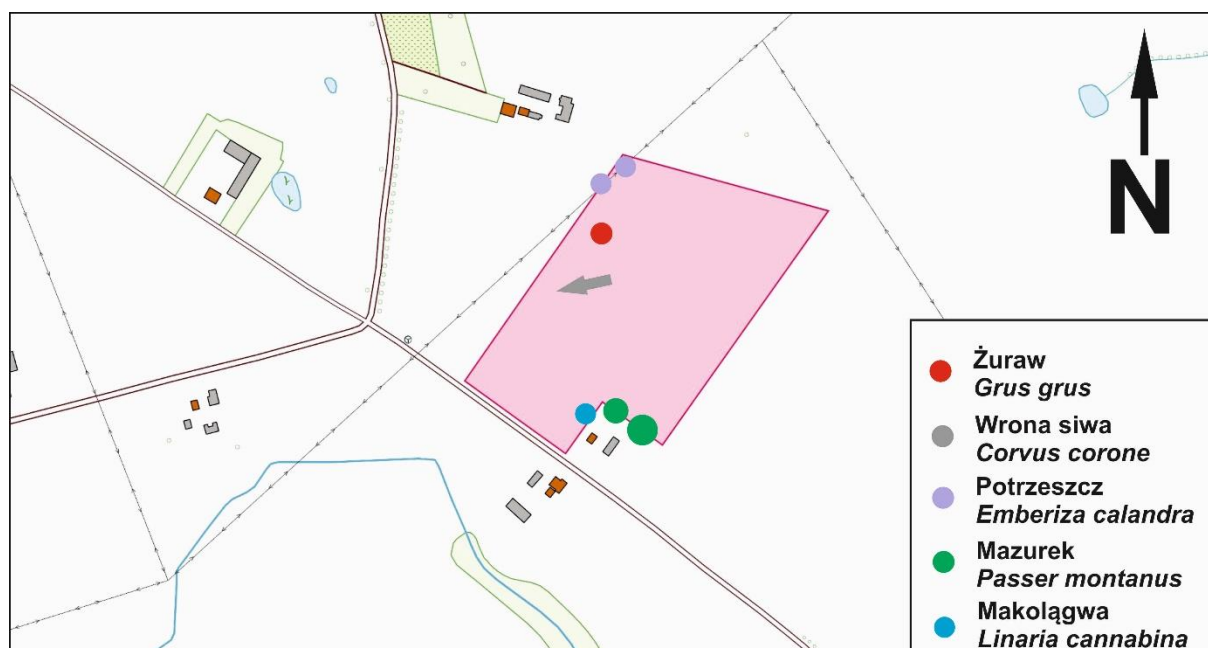 N
Żuraw
Grus grus
Wrona siwa
Corvus corone
Potrzeszcz
Emberiza calandra
Mazurek
Passer montanus
Makolągwa
Linaria cannabina